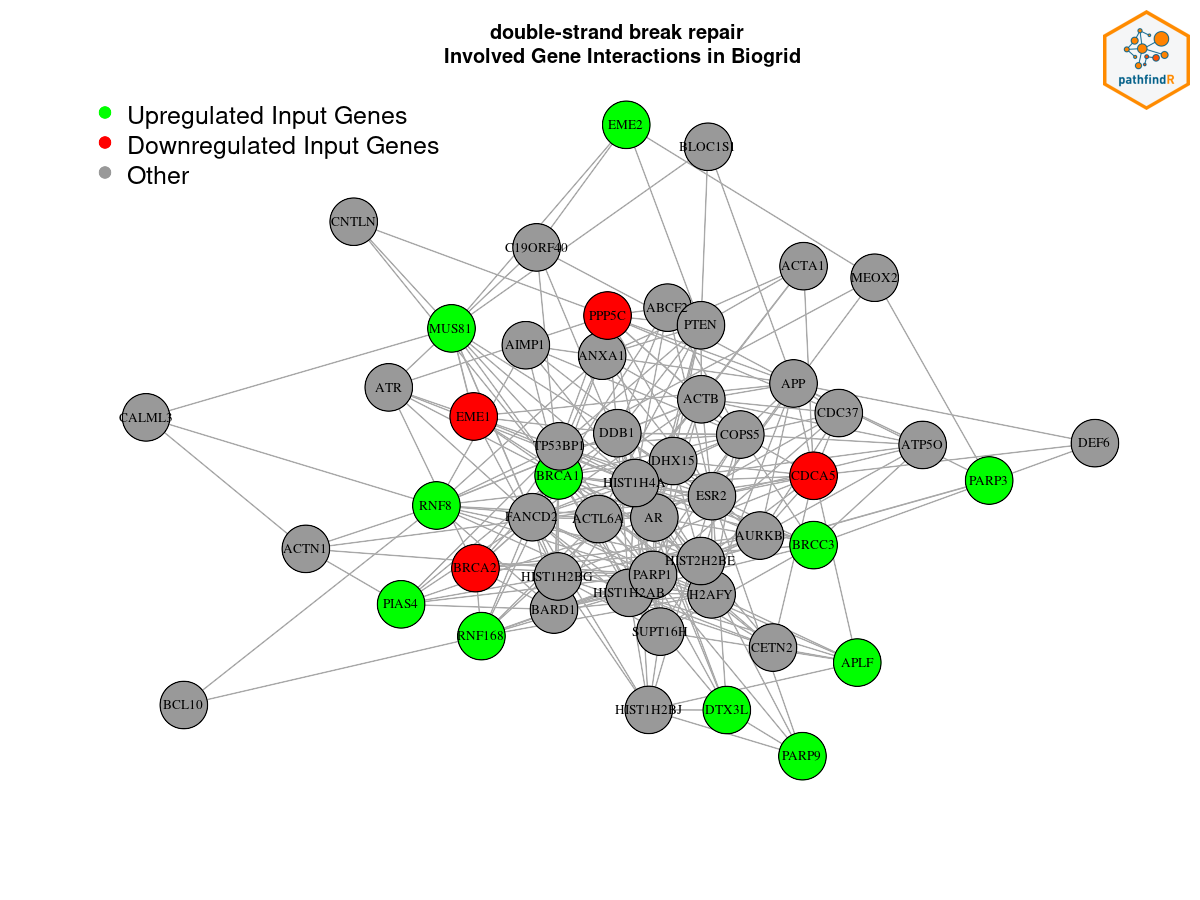 double-strand break repair
Involved Gene Interactions in Biogrid
pathfindR
Upregulated Input Genes
Downregulated Input Genes
Other
EME2
BLOC1S1
CNTLN
C19ORF40
ACTA1
MEOX2
ABCF2
PPP5C
PTEN
MUS81
AIMP1
ANXA1
ATR
APP
ACTB
CDC37
CALML3
EME1
DDB1
COPS5
TP53BP1
ATP5O
DEF6
DHX15
BRCA1
HIST1H4A
CDCA5
PARP3
ESR2
RNF8
FANCD2
ACTL6A
AR
AURKB
BRCC3
ACTN1
HIST2H2BE
BRCA2
HIST1H2BG
PARP1
HIST1H2AB
H2AFY
PIAS4
BARD1
RNF168
SUPT16H
CETN2
APLF
BCL10
HIST1H2BJ
DTX3L
PARP9